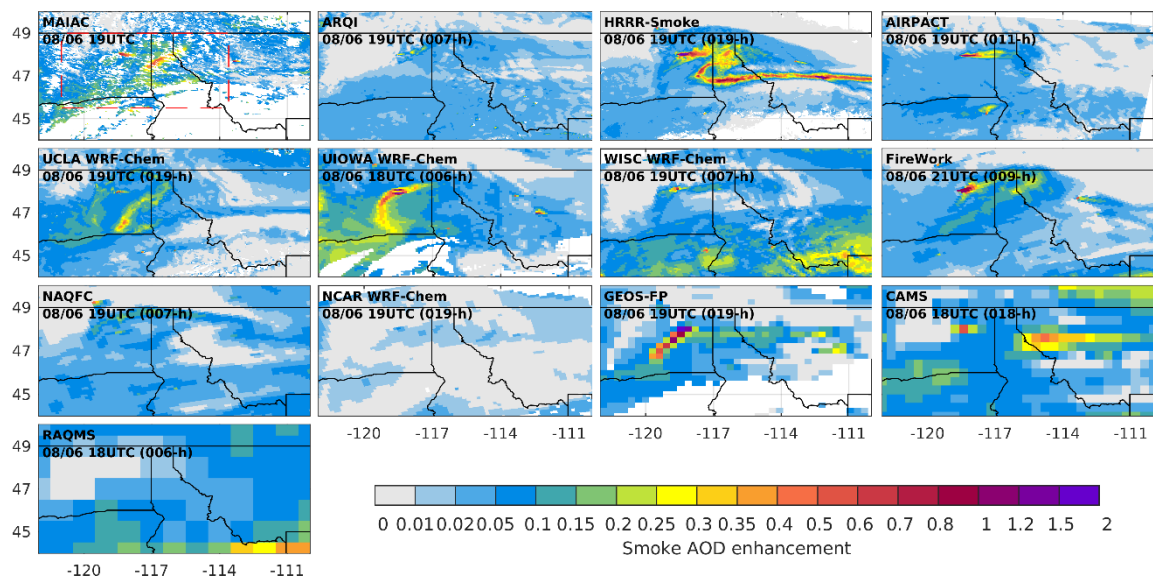 MAIAC
08/06 19UTC
ARQI
08/06 19UTC (007-h)
HRRR-Smoke
08/06 19UTC (019-h)
AIRPACT
08/06 19UTC (011-h)
49
47
45
UCLA WRF-Chem
08/06 19UTC (019-h)
UIOWA WRF-Chem
08/06 18UTC (006-h)
WISC WRF-Chem
08/06 19UTC (007-h)
FireWork
08/06 21UTC (009-h)
49
47
45
NAQFC
08/06 19UTC (007-h)
NCAR WRF-Chem
08/06 19UTC (019-h)
GEOS-FP
08/06 19UTC (019-h)
CAMS
08/06 18UTC (018-h)
49
47
45
-120 -117 -114 -111
-120 -117 -114 -111
-120 -117 -114 -111
RAQMS
08/06 18UTC (006-h)
49
47
45
-120 -117 -114 -111
0 0.01 0.02 0.05 0.1 0.15 0.2 0.25 0.3 0.35 0.4 0.5 0.6 0.7 0.8 1 1.2 1.5 2
Smoke AOD enhancement